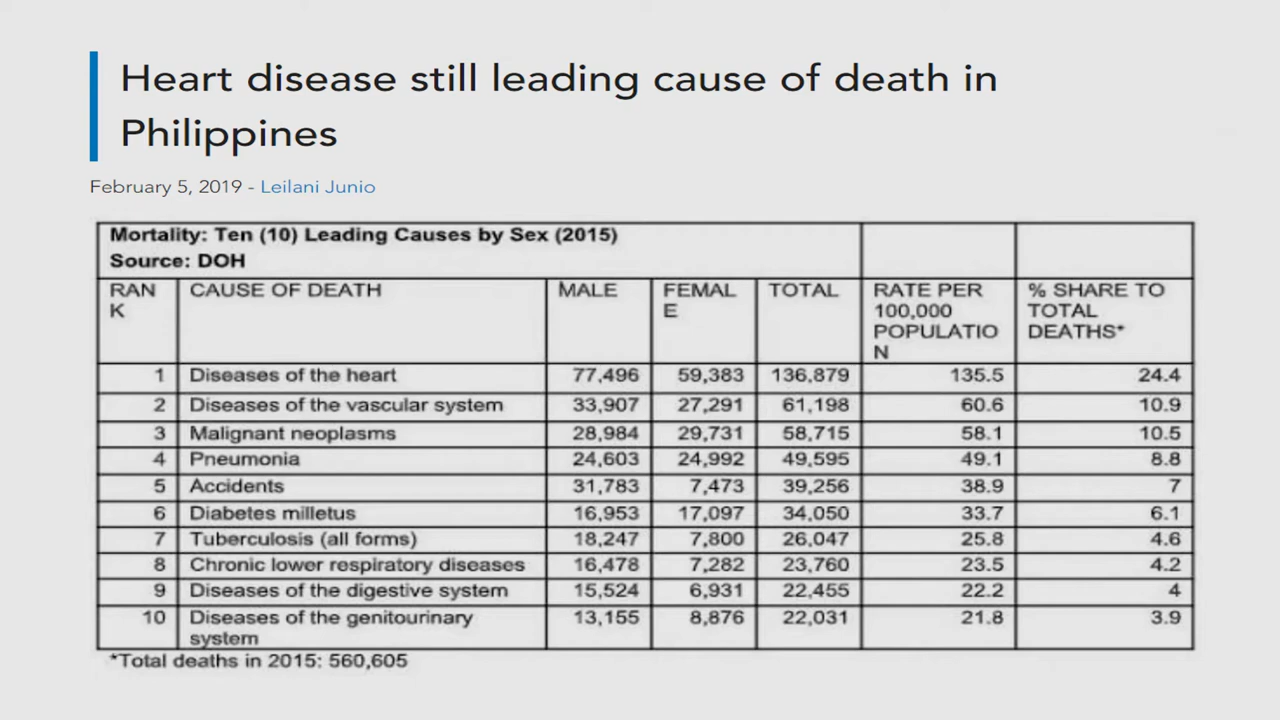 Heart disease still leading cause of death in
Philippines
February 5, 2019 - Leilani Junio
Mortality: Ten (10) Leading Causes by Sex (2015)
Source: DOH
RAN CAUSE OF DEATH MALE FEMAL TOTAL RATE PER % SHARE TO
K E 100,000 TOTAL
POPULATIO DEATHS*
N
1 Diseases of the heart 77,496 59,383 136,879 135.5 24.4
2 Diseases of the vascular system 33,907 27,291 61,198 60.6 10.9
3 Malignant neoplasms 28,984 29,731 58,715 58.1 10.5
4 Pneumonia 24,603 24,992 49,595 49.1 8.8
5 Accidents 31,783 7,473 39,256 38.9 7
6 Diabetes milletus 16,953 17,097 34,050 33.7 6.1
7 Tuberculosis (all forms) 18,247 7,800 26,047 25.8 4.6
8 Chronic lower respiratory diseases 16,478 7,282 23,760 23.5 4.2
9 Diseases of the digestive system 15,524 6,931 22,455 22.2 4
10 Diseases of the genitourinary 13,155 8,876 22,031 21.8 3.9
system
*Total deaths in 2015: 560,605